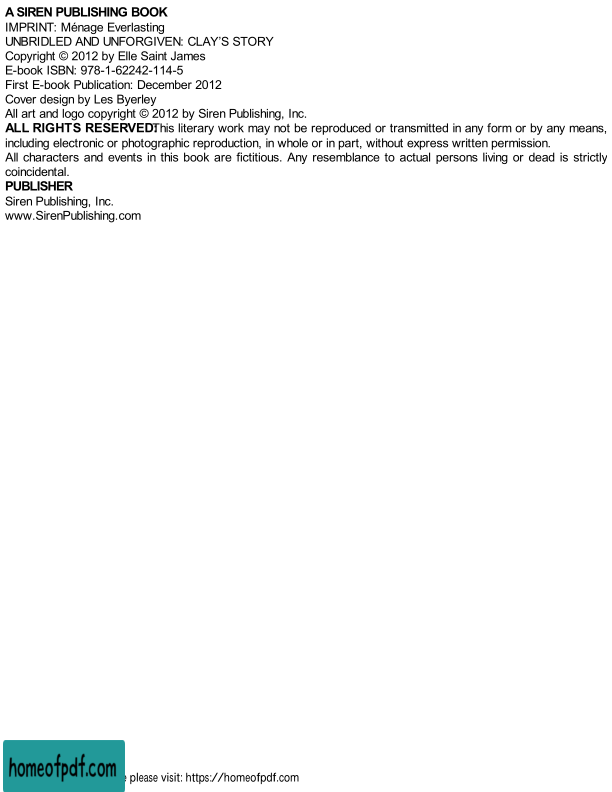 A SIREN PUBLISHING BOOK
IMPRINT: Ménage Everlasting
UNBRIDLED AND UNFORGIVEN: CLAY'S STORY
Copyright © 2012 by Elle Saint James
E-book ISBN: 978-1-62242-114-5
First E-book Publication: December 2012
Cover design by Les Byerley
All art and logo copyright © 2012 by Siren Publishing, Inc.
ALL RIGHTS RESERVED: This literary work may not be reproduced or transmitted in any form or by any means,
including electronic or photographic reproduction, in whole or in part, without express written permission.
All characters and events in this book are fictitious. Any resemblance to actual persons living or dead is strictly
coincidental.
PUBLISHER
Siren Publishing, Inc.
www.SirenPublishing.com
homeofpdf.com please visit: https://homeofpdf.com